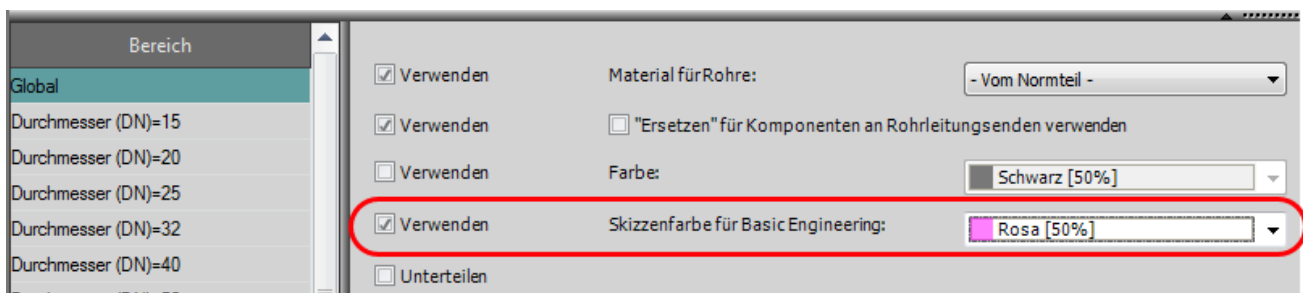 Bereich
Global
Durchmesser (DN)=15
Durchmesser (DN)=20
Durchmesser (DN)=25
Durchmesser (DN)=32
Durchmesser (DN)=40
Verwenden Material für Rohre: - Vom Normteil -
Verwenden "Ersetzen" für Komponenten an Rohrleitungsenden verwenden
Verwenden Farbe: Schwarz [50%]
Verwenden Skizzenfarbe für Basic Engineering: Rosa [50%]
Unterteilen